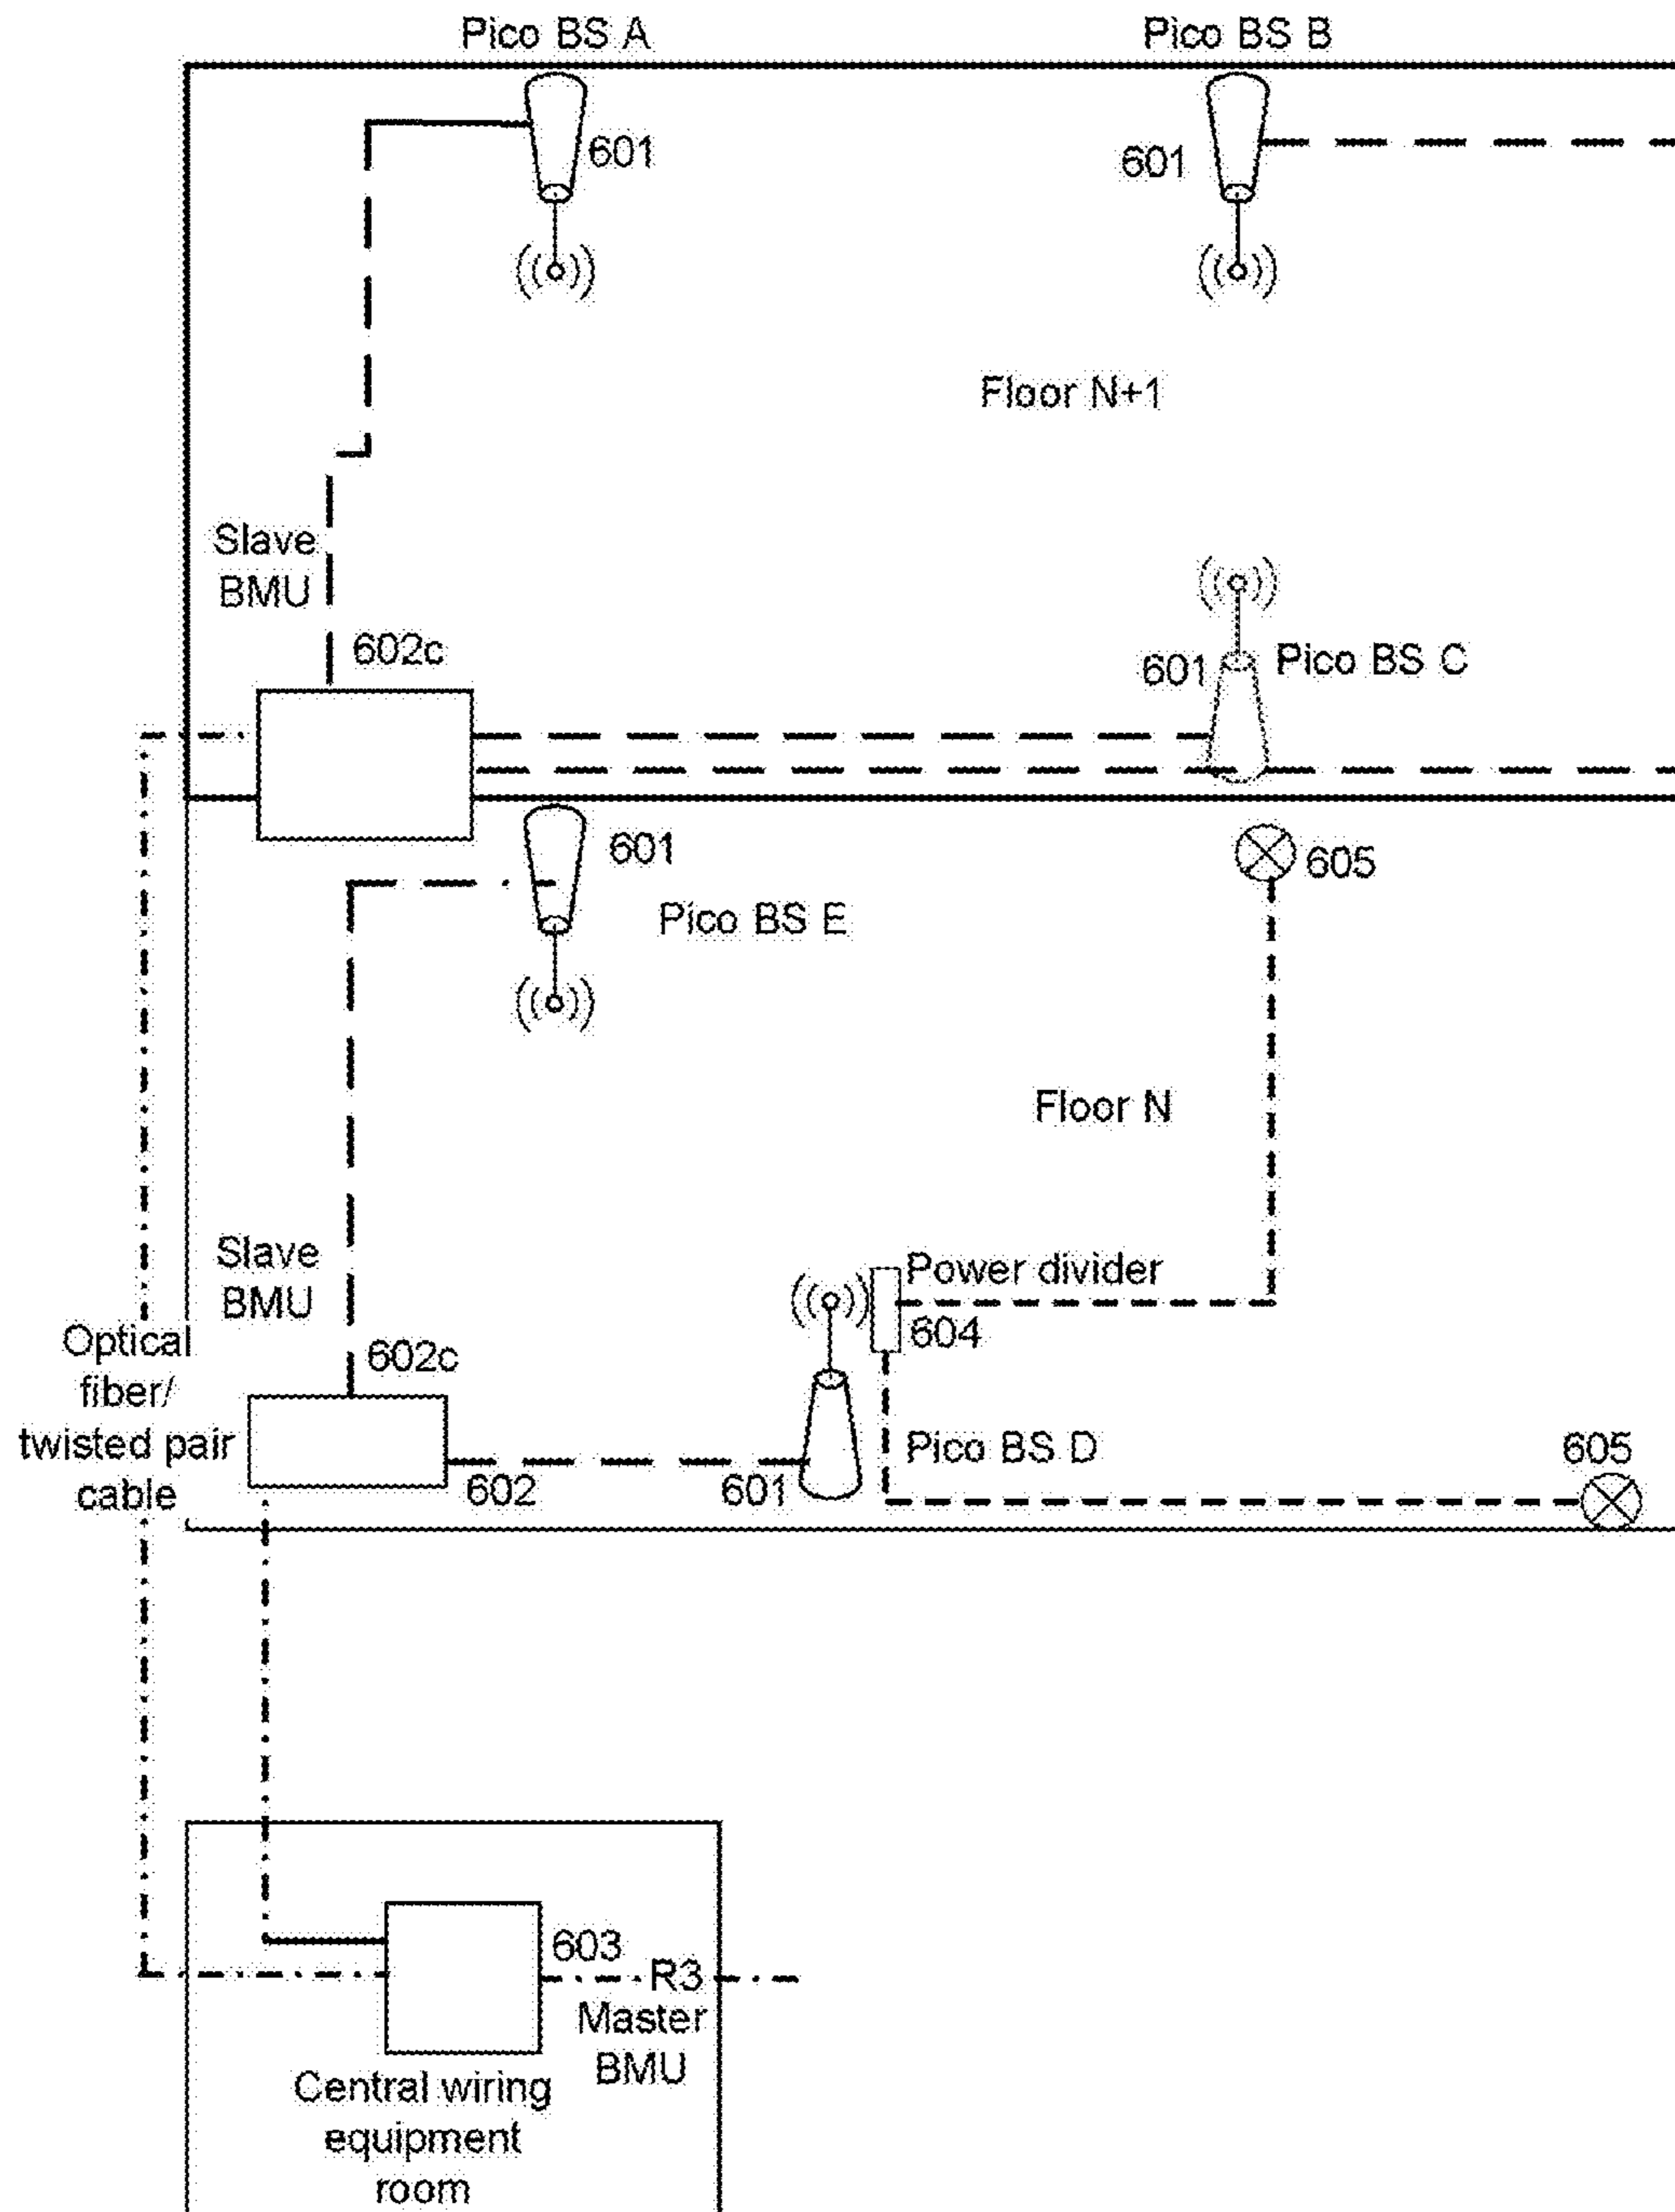 Pico BS A
Pico BS B
601
601
Floor N+1
Slave
BMU
602c
601
Pico BS C
601
605
Pico BS E
Floor N
Slave
BMU
Power divider
604
Optical
fiber/
twisted pair
cable
602c
Pico BS D
605
602
601
603
R3
Master
BMU
Central wiring
equipment
room